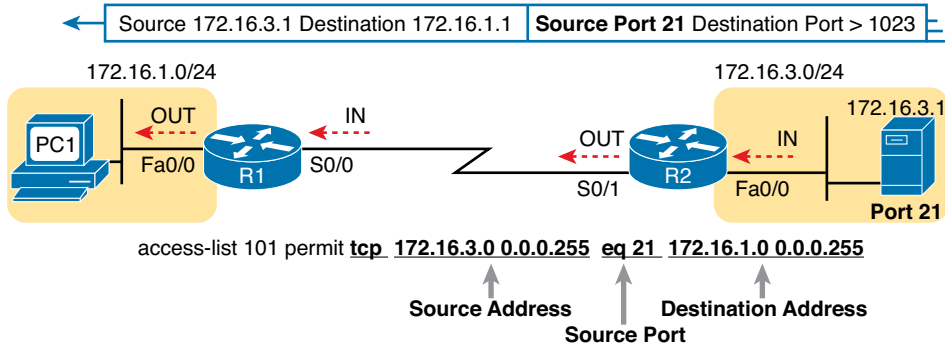 Source 172.16.3.1 Destination 172.16.1.1 Source Port 21 Destination Port > 1023
172.16.1.0/24
172.16.3.0/24
172.16.3.1
OUT
IN
OUT
IN
PC1
Fa0/0
R1
S0/0
S0/1
R2
Fa0/0
Port 21
access-list 101 permit tcp 172.16.3.0 0.0.0.255 eq 21 172.16.1.0 0.0.0.255
Source Address
Destination Address
Source Port